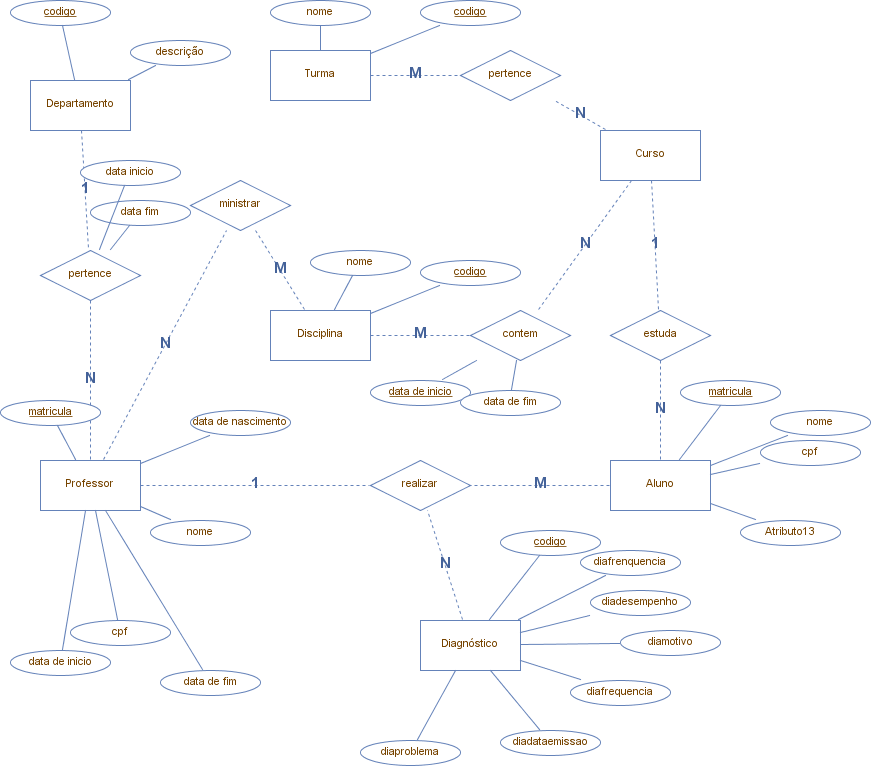 codigo
nome
codigo
descrição
Turma
M
pertence
Departamento
N
Curso
data inicio
1
data fim
ministrar
N
1
pertence
M
nome
codigo
Disciplina
M
contem
estuda
N
N
data de inicio
data de fim
N
matricula
matricula
data de nascimento
nome
cpf
Professor
1
realizar
M
Aluno
nome
Atributo13
codigo
N
diafrenquencia
diadesempenho
cpf
Diagnóstico
diamotivo
data de inicio
data de fim
diafrequencia
diadataemissao
diaproblema